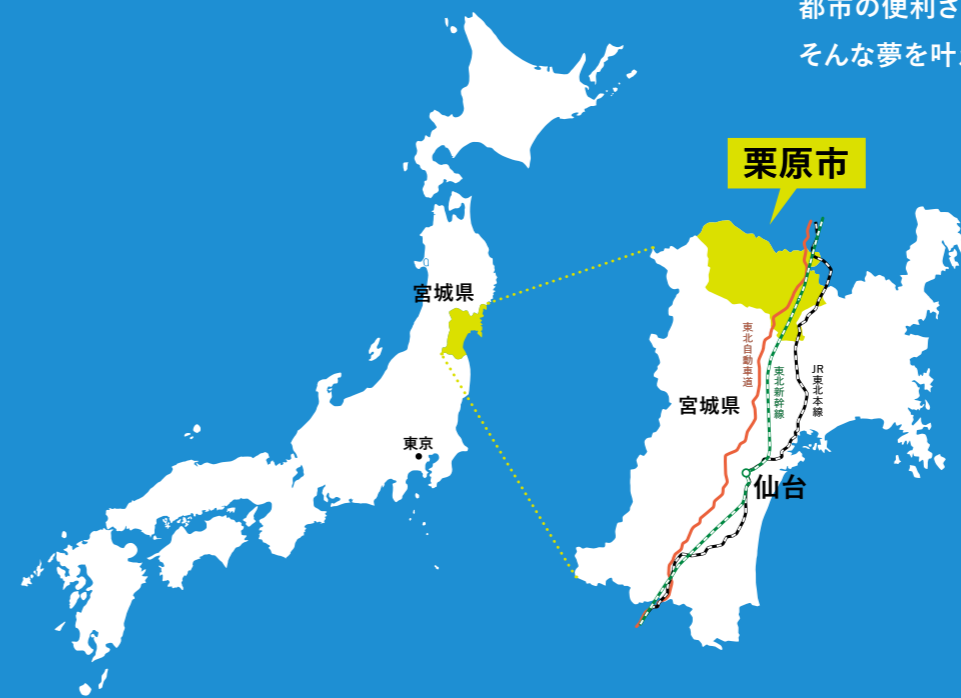 都市の便利さ
そんな夢を叶
栗原市
宮城県
東京
東北自動車道
東北新幹線
JR東北本線
宮城県
仙台